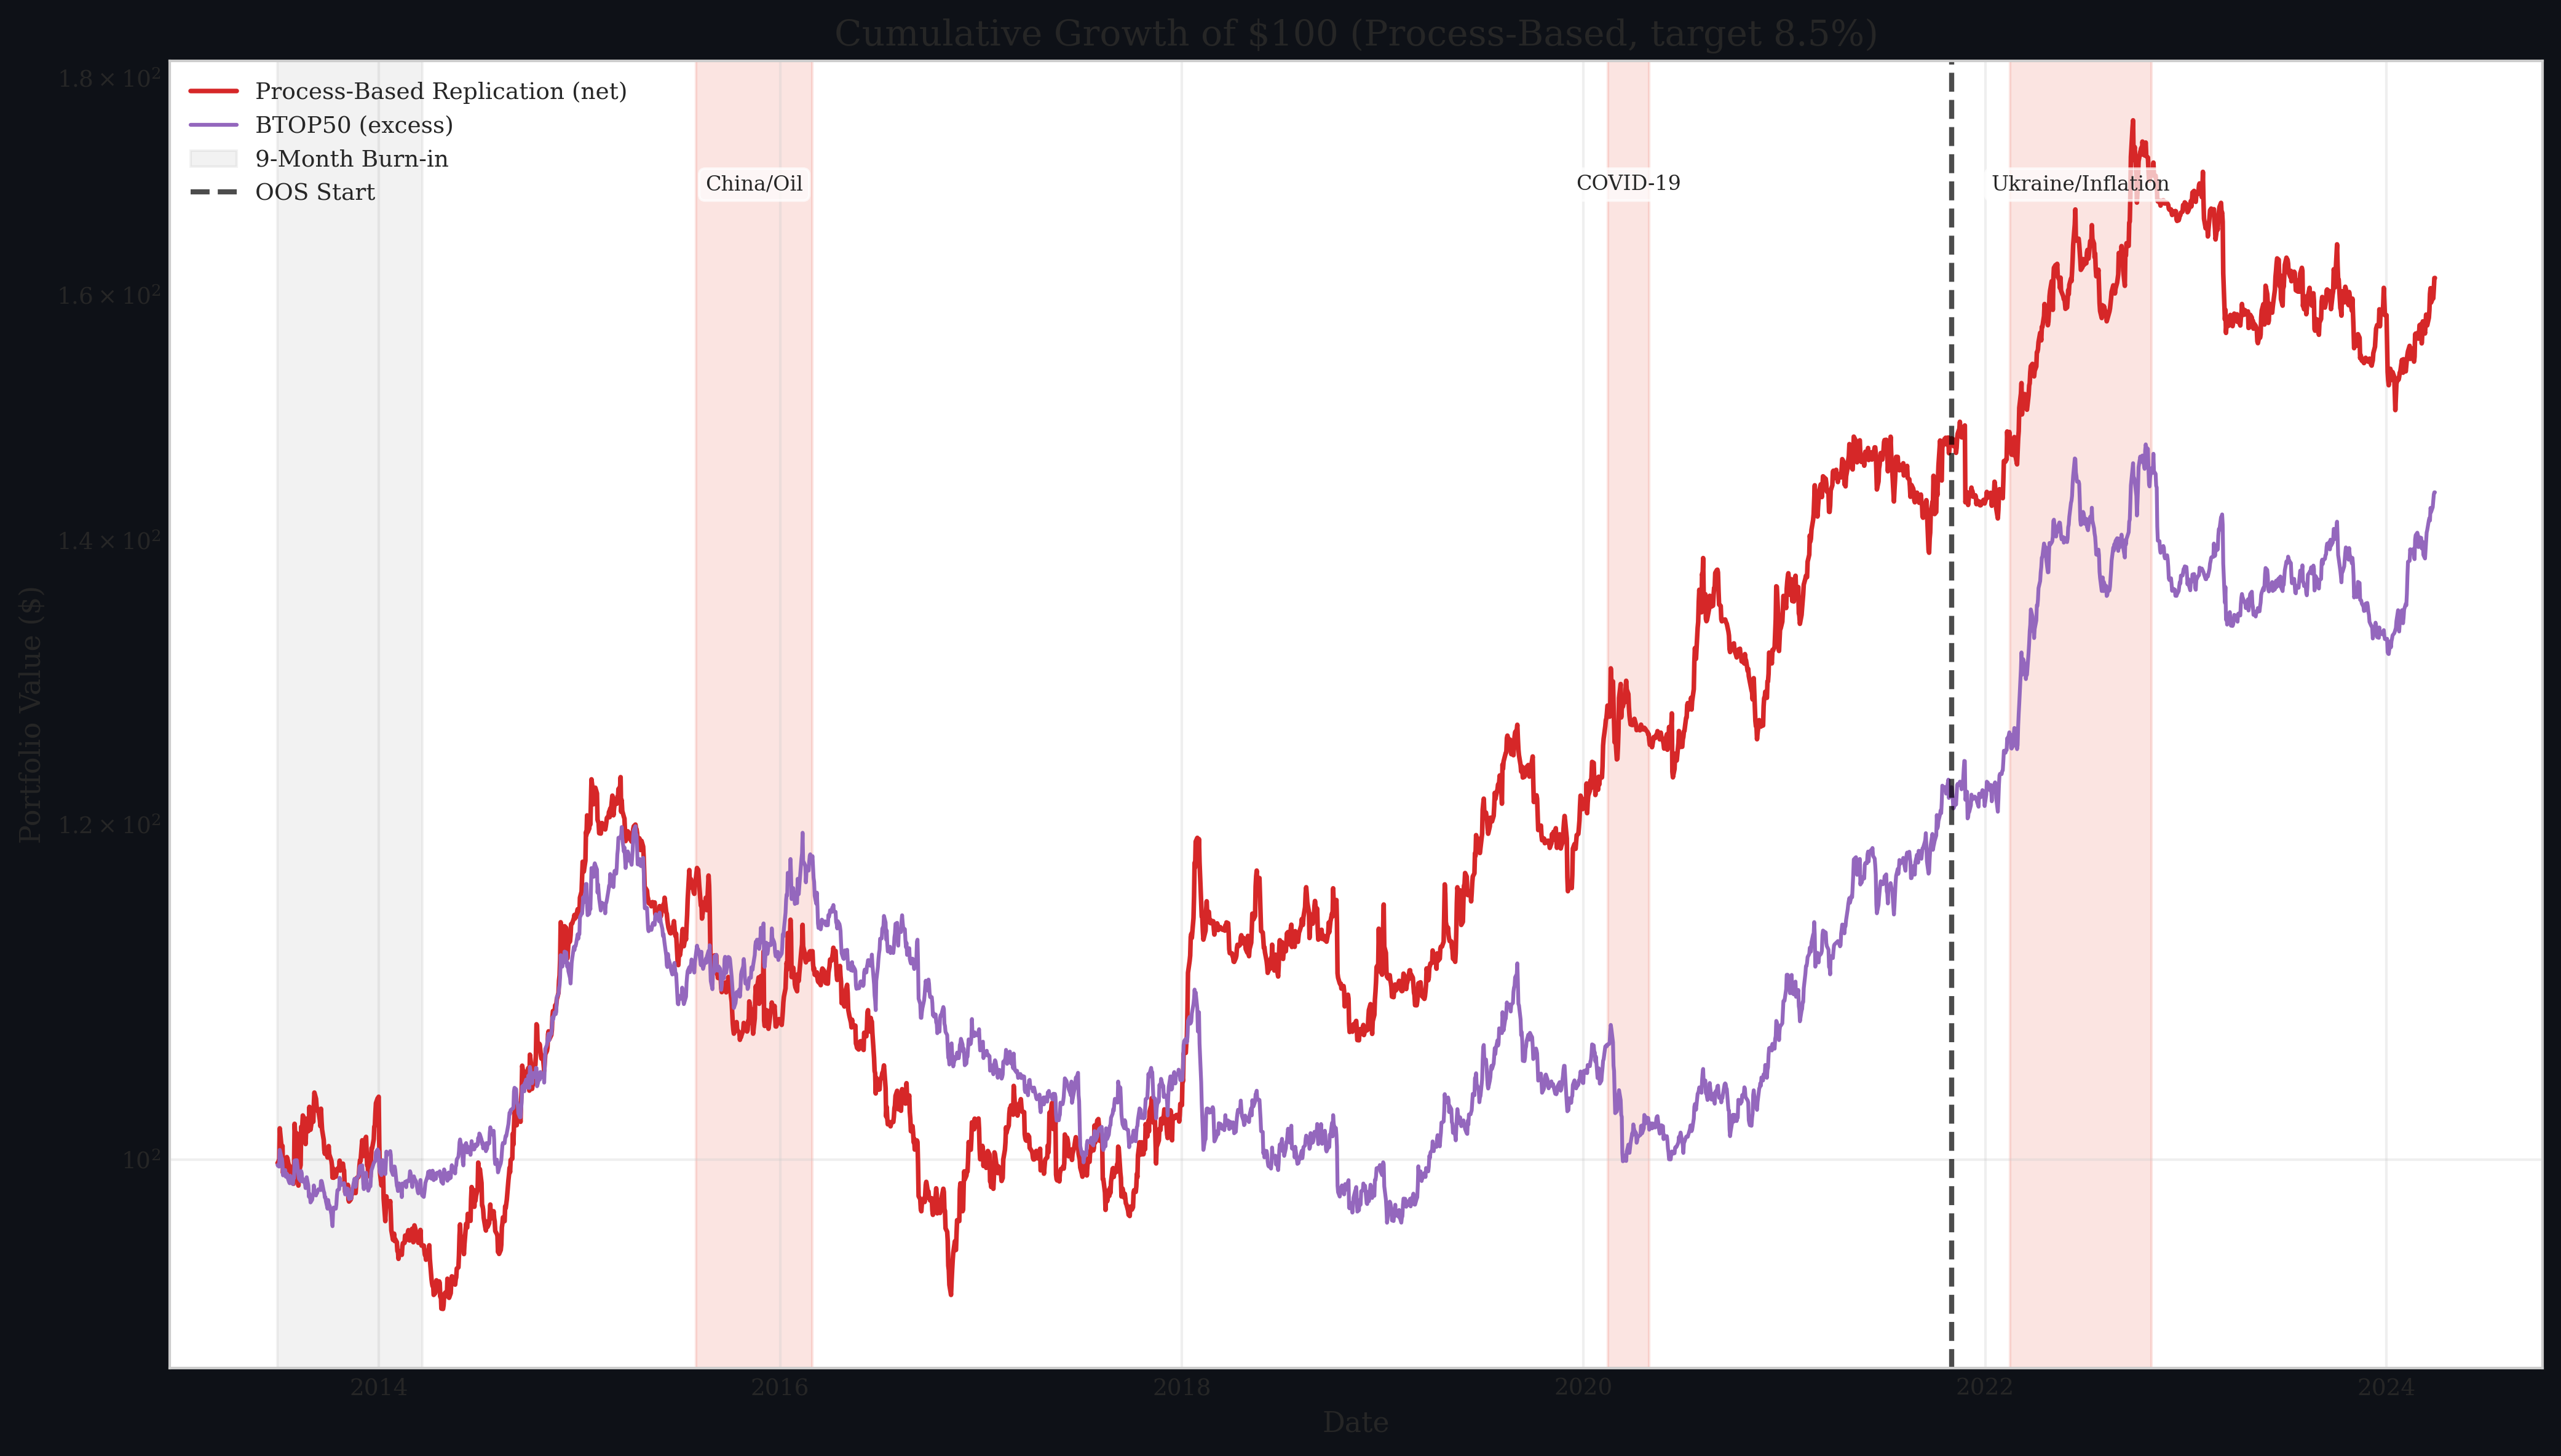 Cumulative Growth of $100 (Process-Based, target 8.5%)
Process-Based Replication (net)
BTOP50 (excess)
9-Month Burn-in
OOS Start
China/Oil
COVID-19
Ukraine/Inflation
1.8 × 10²
1.6 × 10²
1.4 × 10²
1.2 × 10²
10²
Portfolio Value ($)
2014 2016 2018 2020 2022 2024
Date